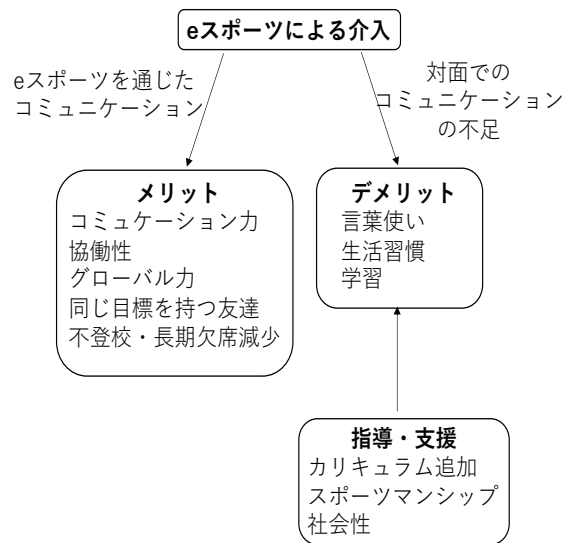 eスポーツによる介入
eスポーツを通じた
コミュニケーション
対面での
コミュニケーション
の不足
メリット
コミュケーション力
協働性
グローバル力
同じ目標を持つ友達
不登校・長期欠席減少
デメリット
言葉使い
生活習慣
学習
指導・支援
カリキュラム追加
スポーツマンシップ
社会性